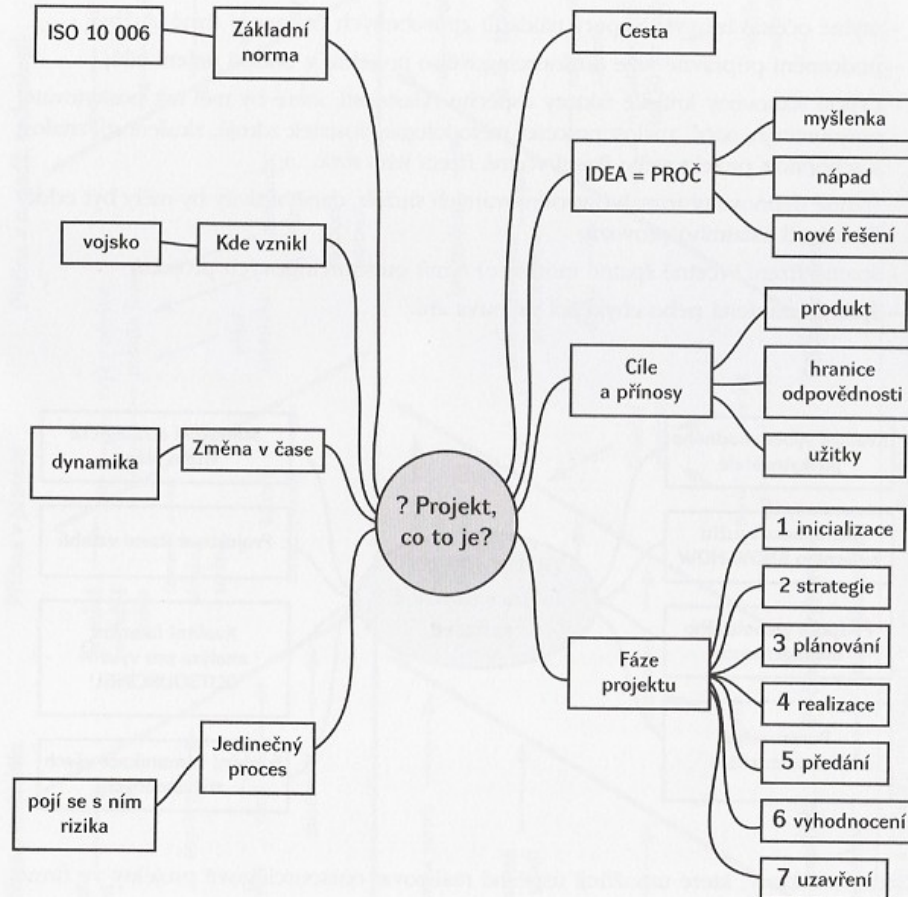 ISO 10 006
Základní
norma
Cesta
IDEA = PROČ
myšlenka
nápad
nové řešení
vojsko
Kde vznikl
Cíle
a přínosy
produkt
hranice
odpovědnosti
užitky
dynamika
Změna v čase
? Projekt,
co to je?
Fáze
projektu
1 inicializace
2 strategie
3 plánování
4 realizace
5 předání
6 vyhodnocení
7 uzavření
Jedinečný
proces
pojí se s ním
rizika